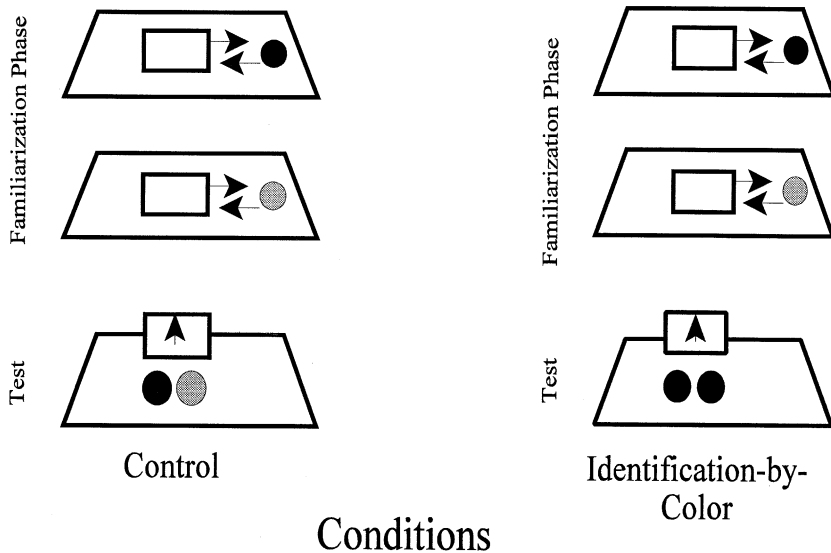 Familiarization Phase
Test
Control
Familiarization Phase
Test
Identification-by-
Color
Conditions